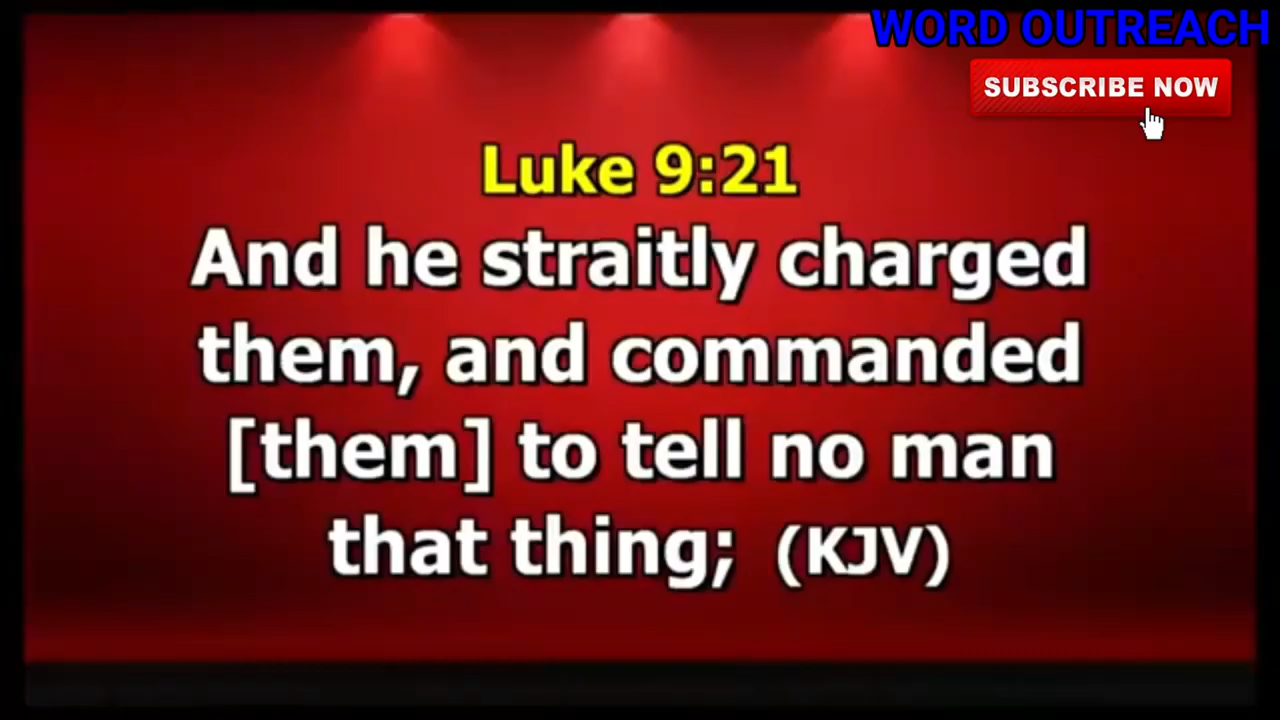 WORD OUTREACH
SUBSCRIBE NOW
Luke 9:21
And he straitly charged
them, and commanded
[them] to tell no man
that thing; (KJV)